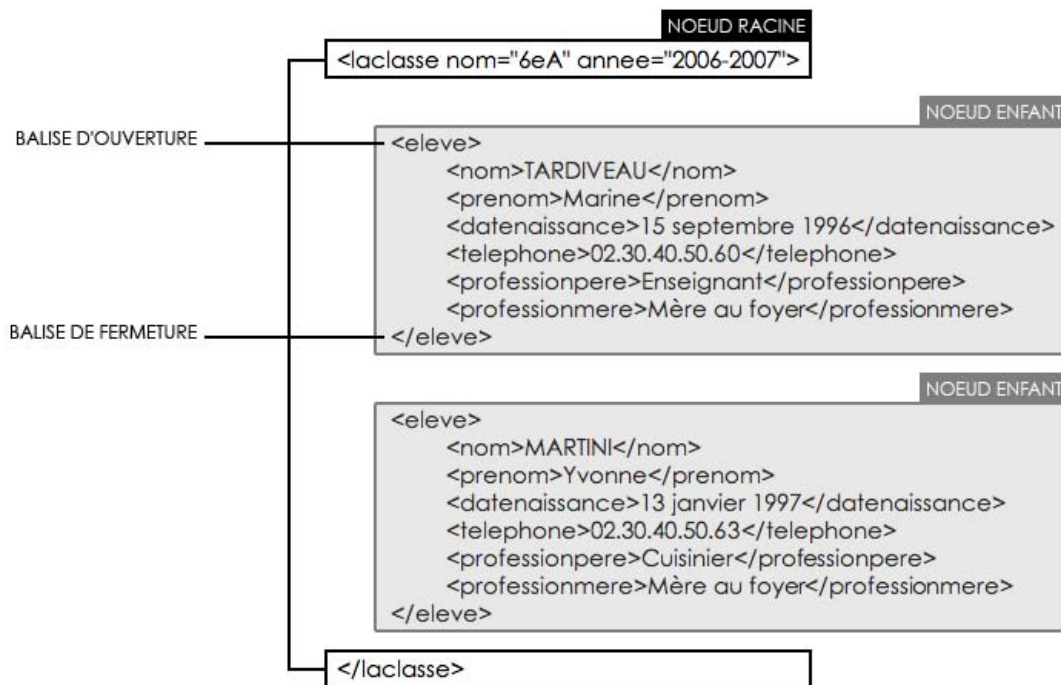 NOEUD RACINE
<laclasse nom="6eA" annee="2006-2007">
NOEUD ENFANT
BALISE D'OUVERTURE
<eleve>
<nom>TARDIVEAU</nom>
<prenom>Marine</prenom>
<datenaissance>15 septembre 1996</datenaissance>
<telephone>02.30.40.50.60</telephone>
<professionpere>Enseignant</professionpere>
<professionmere>Mère au foyer</professionmere>
BALISE DE FERMETURE
</eleve>
NOEUD ENFANT
<eleve>
<nom>MARTINI</nom>
<prenom>Yvonne</prenom>
<datenaissance>13 janvier 1997</datenaissance>
<telephone>02.30.40.50.63</telephone>
<professionpere>Cuisinier</professionpere>
<professionmere>Mère au foyer</professionmere>
</eleve>
</laclasse>